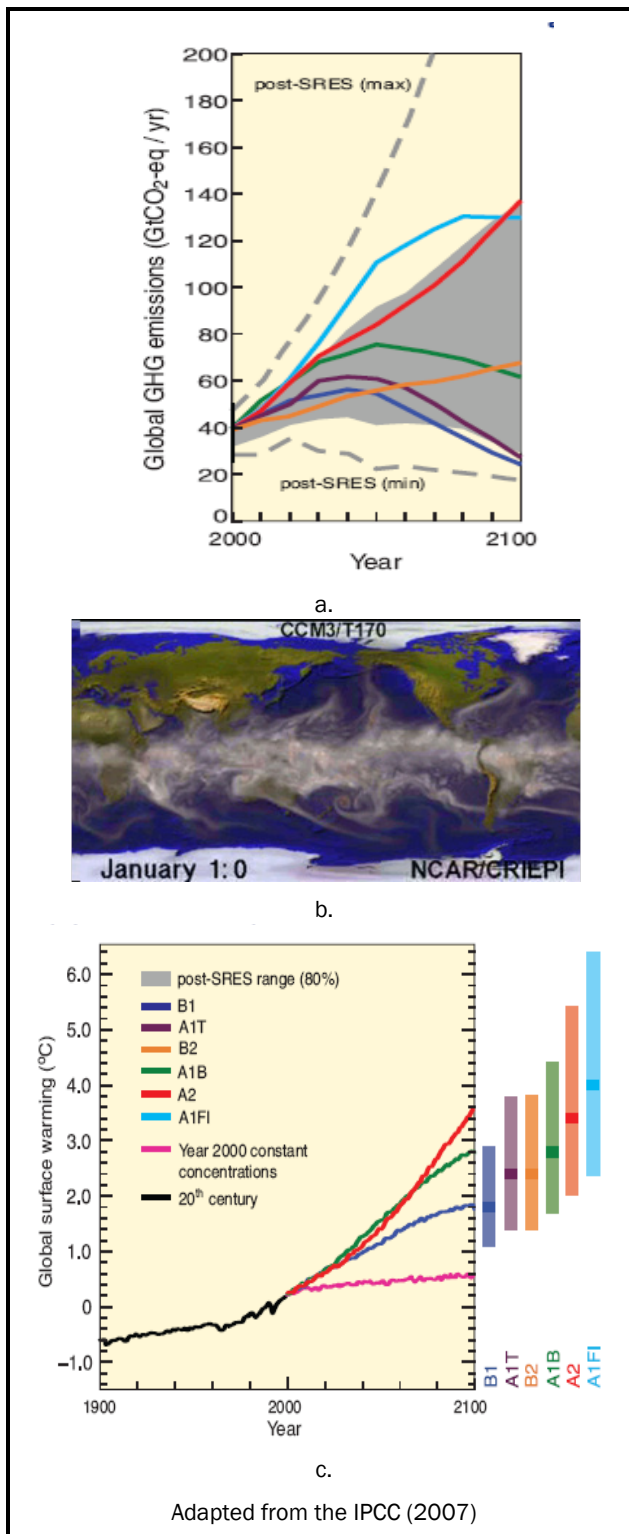 200
post-SRES (max)
180
160
140
120
100
80
60
40
20
post-SRES (min)
0
2000
2100
Year
Global GHG emissions (GtCO₂-eq / yr)
a.
CCM3/T170
January 1:0
NCAR/CRIEPI
b.
6.0
5.0
4.0
3.0
2.0
1.0
0
–1.0
Global surface warming (°C)
post-SRES range (80%)
B1
A1T
B2
A1B
A2
A1FI
Year 2000 constant
concentrations
20th century
1900
2000
2100
Year
B1
A1T
B2
A1B
A2
A1FI
c.
Adapted from the IPCC (2007)